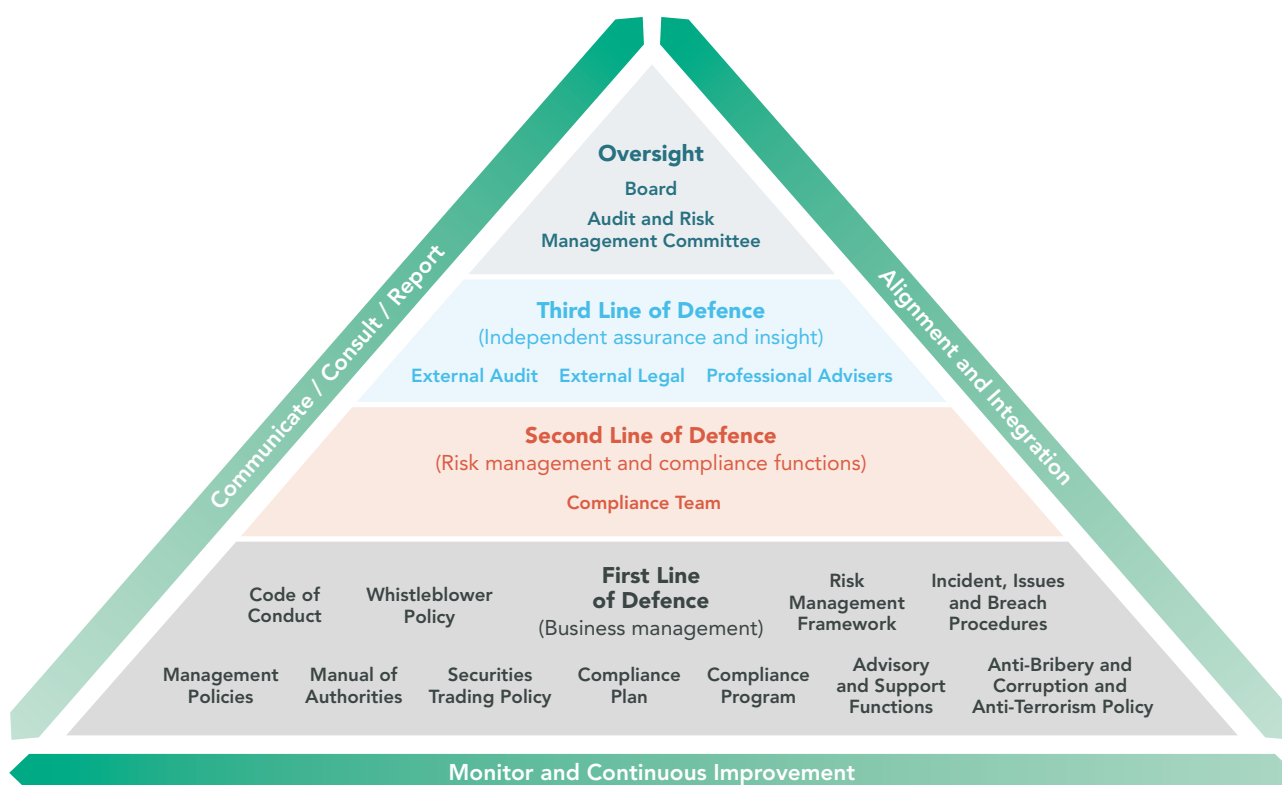 Oversight
Board
Audit and Risk
Management Committee
Communicate / Consult / Report
Alignment and Integration
Third Line of Defence
(Independent assurance and insight)
External Audit External Legal Professional Advisers
Second Line of Defence
(Risk management and compliance functions)
Compliance Team
First Line
of Defence
(Business management)
Code of
Conduct
Whistleblower
Policy
Risk
Management
Framework
Incident, Issues
and Breach
Procedures
Management
Policies
Manual of
Authorities
Securities
Trading Policy
Compliance
Plan
Compliance
Program
Advisory
and Support
Functions
Anti-Bribery and
Corruption and
Anti-Terrorism Policy
Monitor and Continuous Improvement